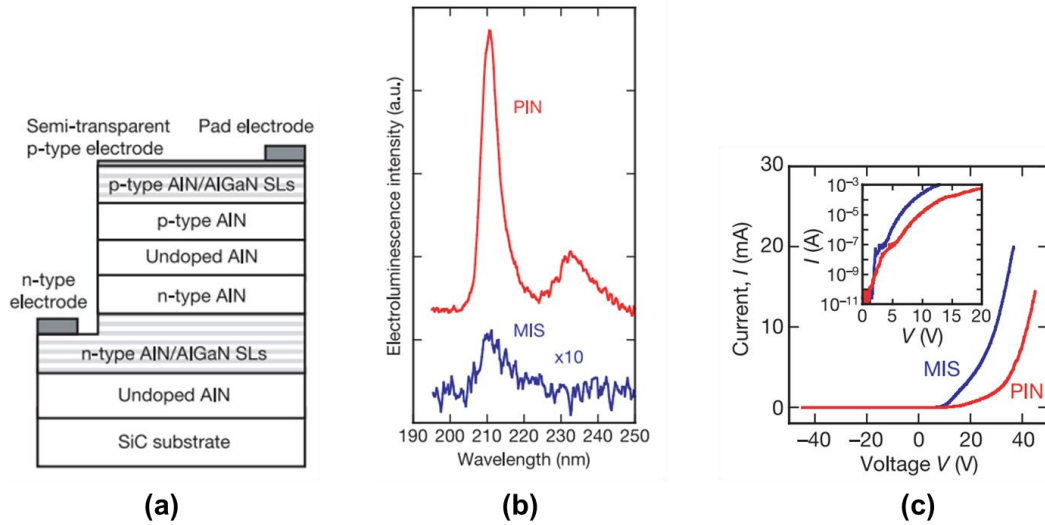 Semi-transparent
p-type electrode
Pad electrode
p-type AlN/AlGaN SLs
p-type AlN
Undoped AlN
n-type AlN
n-type
electrode
n-type AlN/AlGaN SLs
Undoped AlN
SiC substrate
(a)
Electroluminescence intensity (a.u.)
PIN
MIS
x10
190 200 210 220 230 240 250
Wavelength (nm)
(b)
Current, I (mA)
30
20
10
0
I (A)
10⁻³
10⁻⁵
10⁻⁷
10⁻⁹
10⁻¹¹
0 5 10 15 20
V (V)
MIS
PIN
−40 −20 0 20 40
Voltage V (V)
(c)